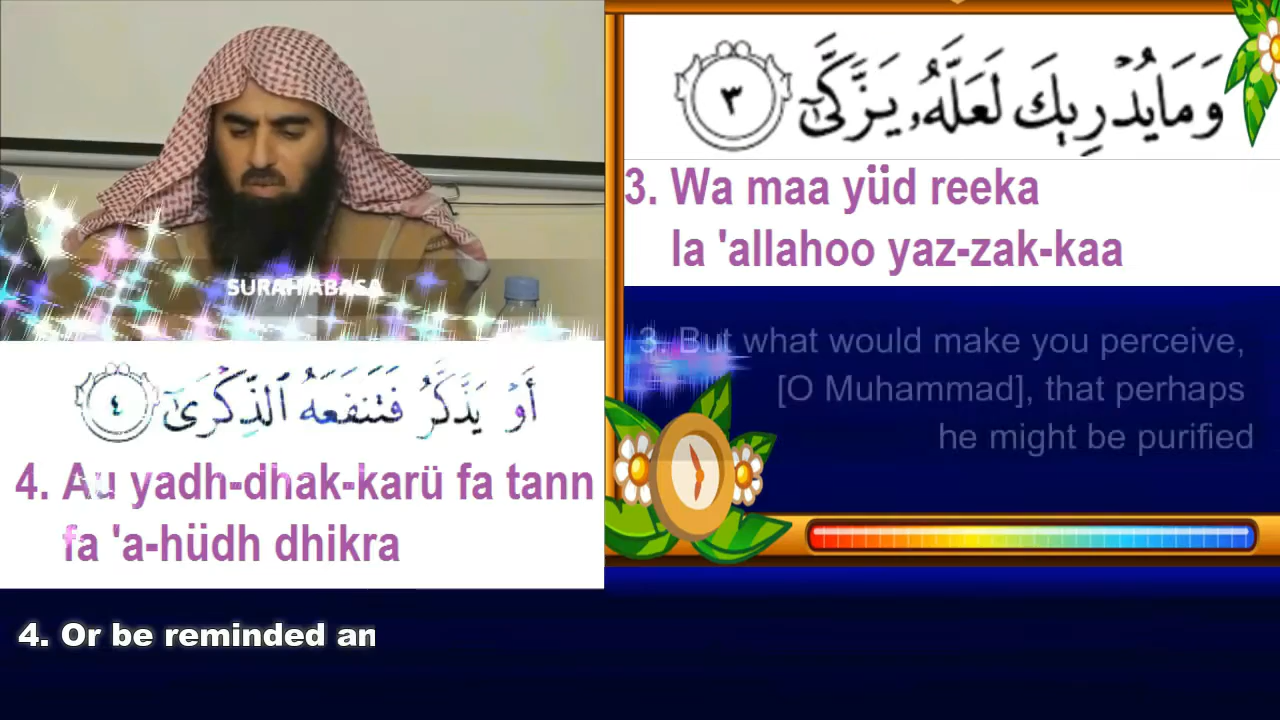 SURAH ABASA
أَوْ يَذَّكَّرُ فَتَنفَعَهُ ٱلذِّكْرَىٰٓ ٤
4. Au yadh-dhak-karü fa tann
fa 'a-hüdh dhikra
4. Or be reminded an
وَمَا يُدْرِيكَ لَعَلَّهُۥ يَزَّكَّىٰٓ ٣
3. Wa maa yüd reeka
la 'allahoo yaz-zak-kaa
3. But what would make you perceive,
[O Muhammad], that perhaps
he might be purified